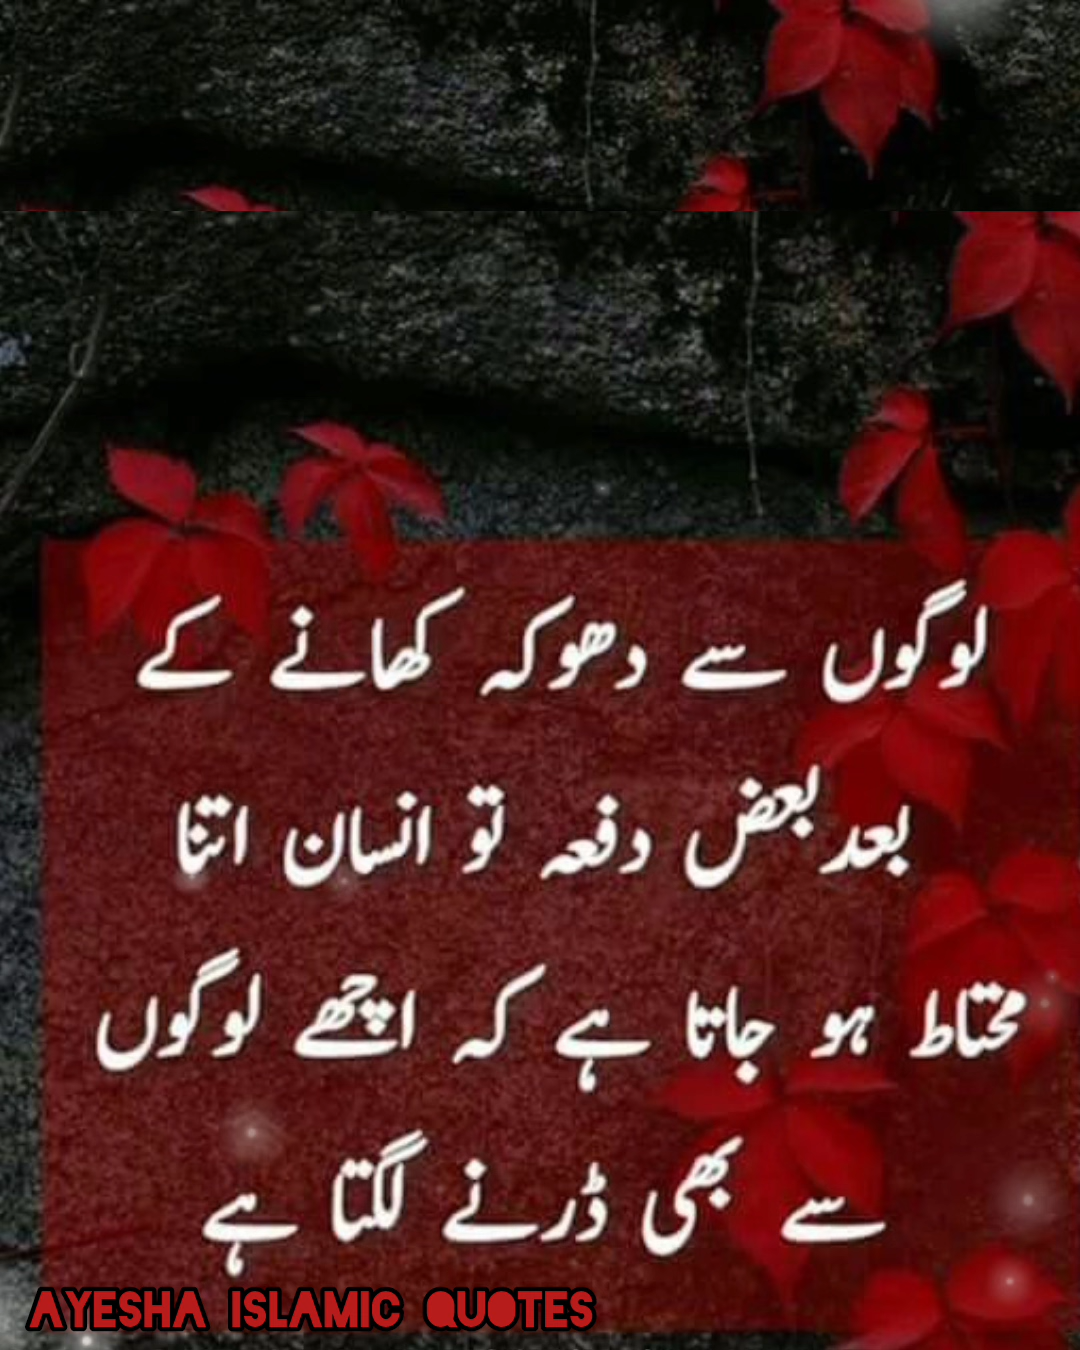 لوگوں سے دھوکہ کھانے کے
بعد بعض دفعہ تو انسان اتنا
محتاط ہو جاتا ہے کہ اچھے لوگوں
سے بھی ڈرنے لگتا ہے
AYESHA ISLAMIC QUOTES